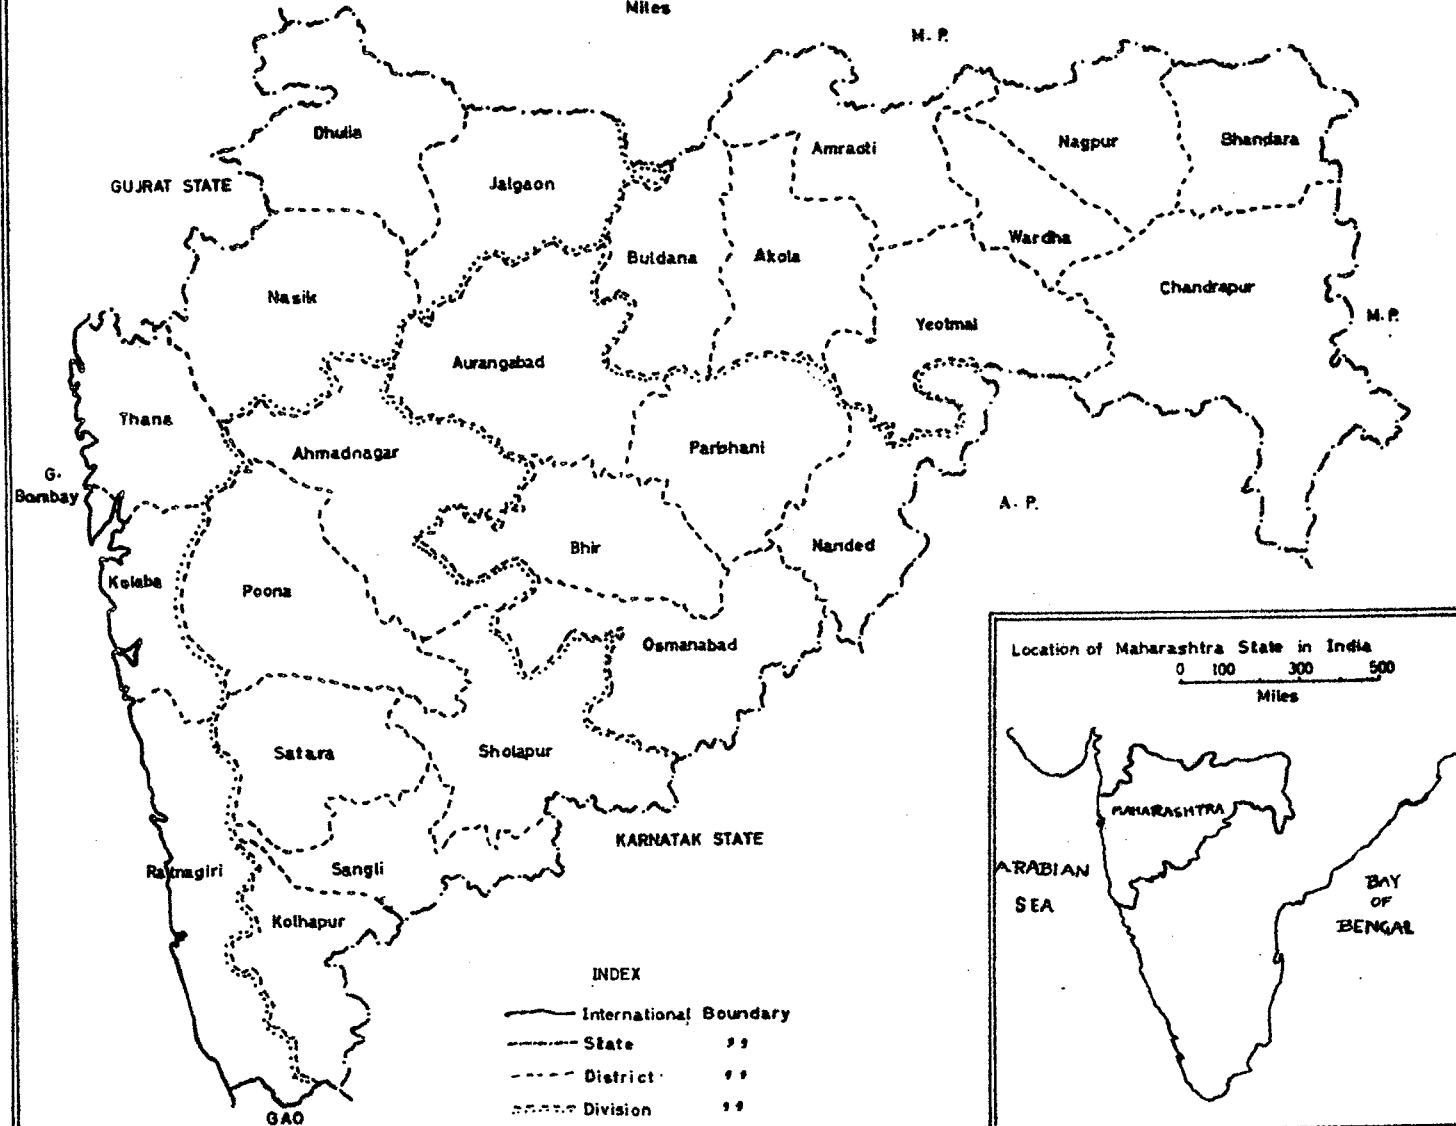 Miles
M. P.
Dhulia
Jalgaon
Amraoti
Nagpur
Bhandara
GUJRAT STATE
Buldana
Akola
Wardha
Nasik
Chandrapur
Yeotmal
M. P.
Aurangabad
Thana
Ahmadnagar
Parbhani
G.
Bombay
A. P.
Bhir
Nanded
Kolaba
Poona
Osmanabad
Satara
Sholapur
KARNATAK STATE
Ratnagiri
Sangli
Kolhapur
GAO
INDEX
International Boundary
State ,,
District ,,
Division ,,
Location of Maharashtra State in India
0 100 300 500
Miles
MAHARASHTRA
ARABIAN
SEA
BAY
OF
BENGAL